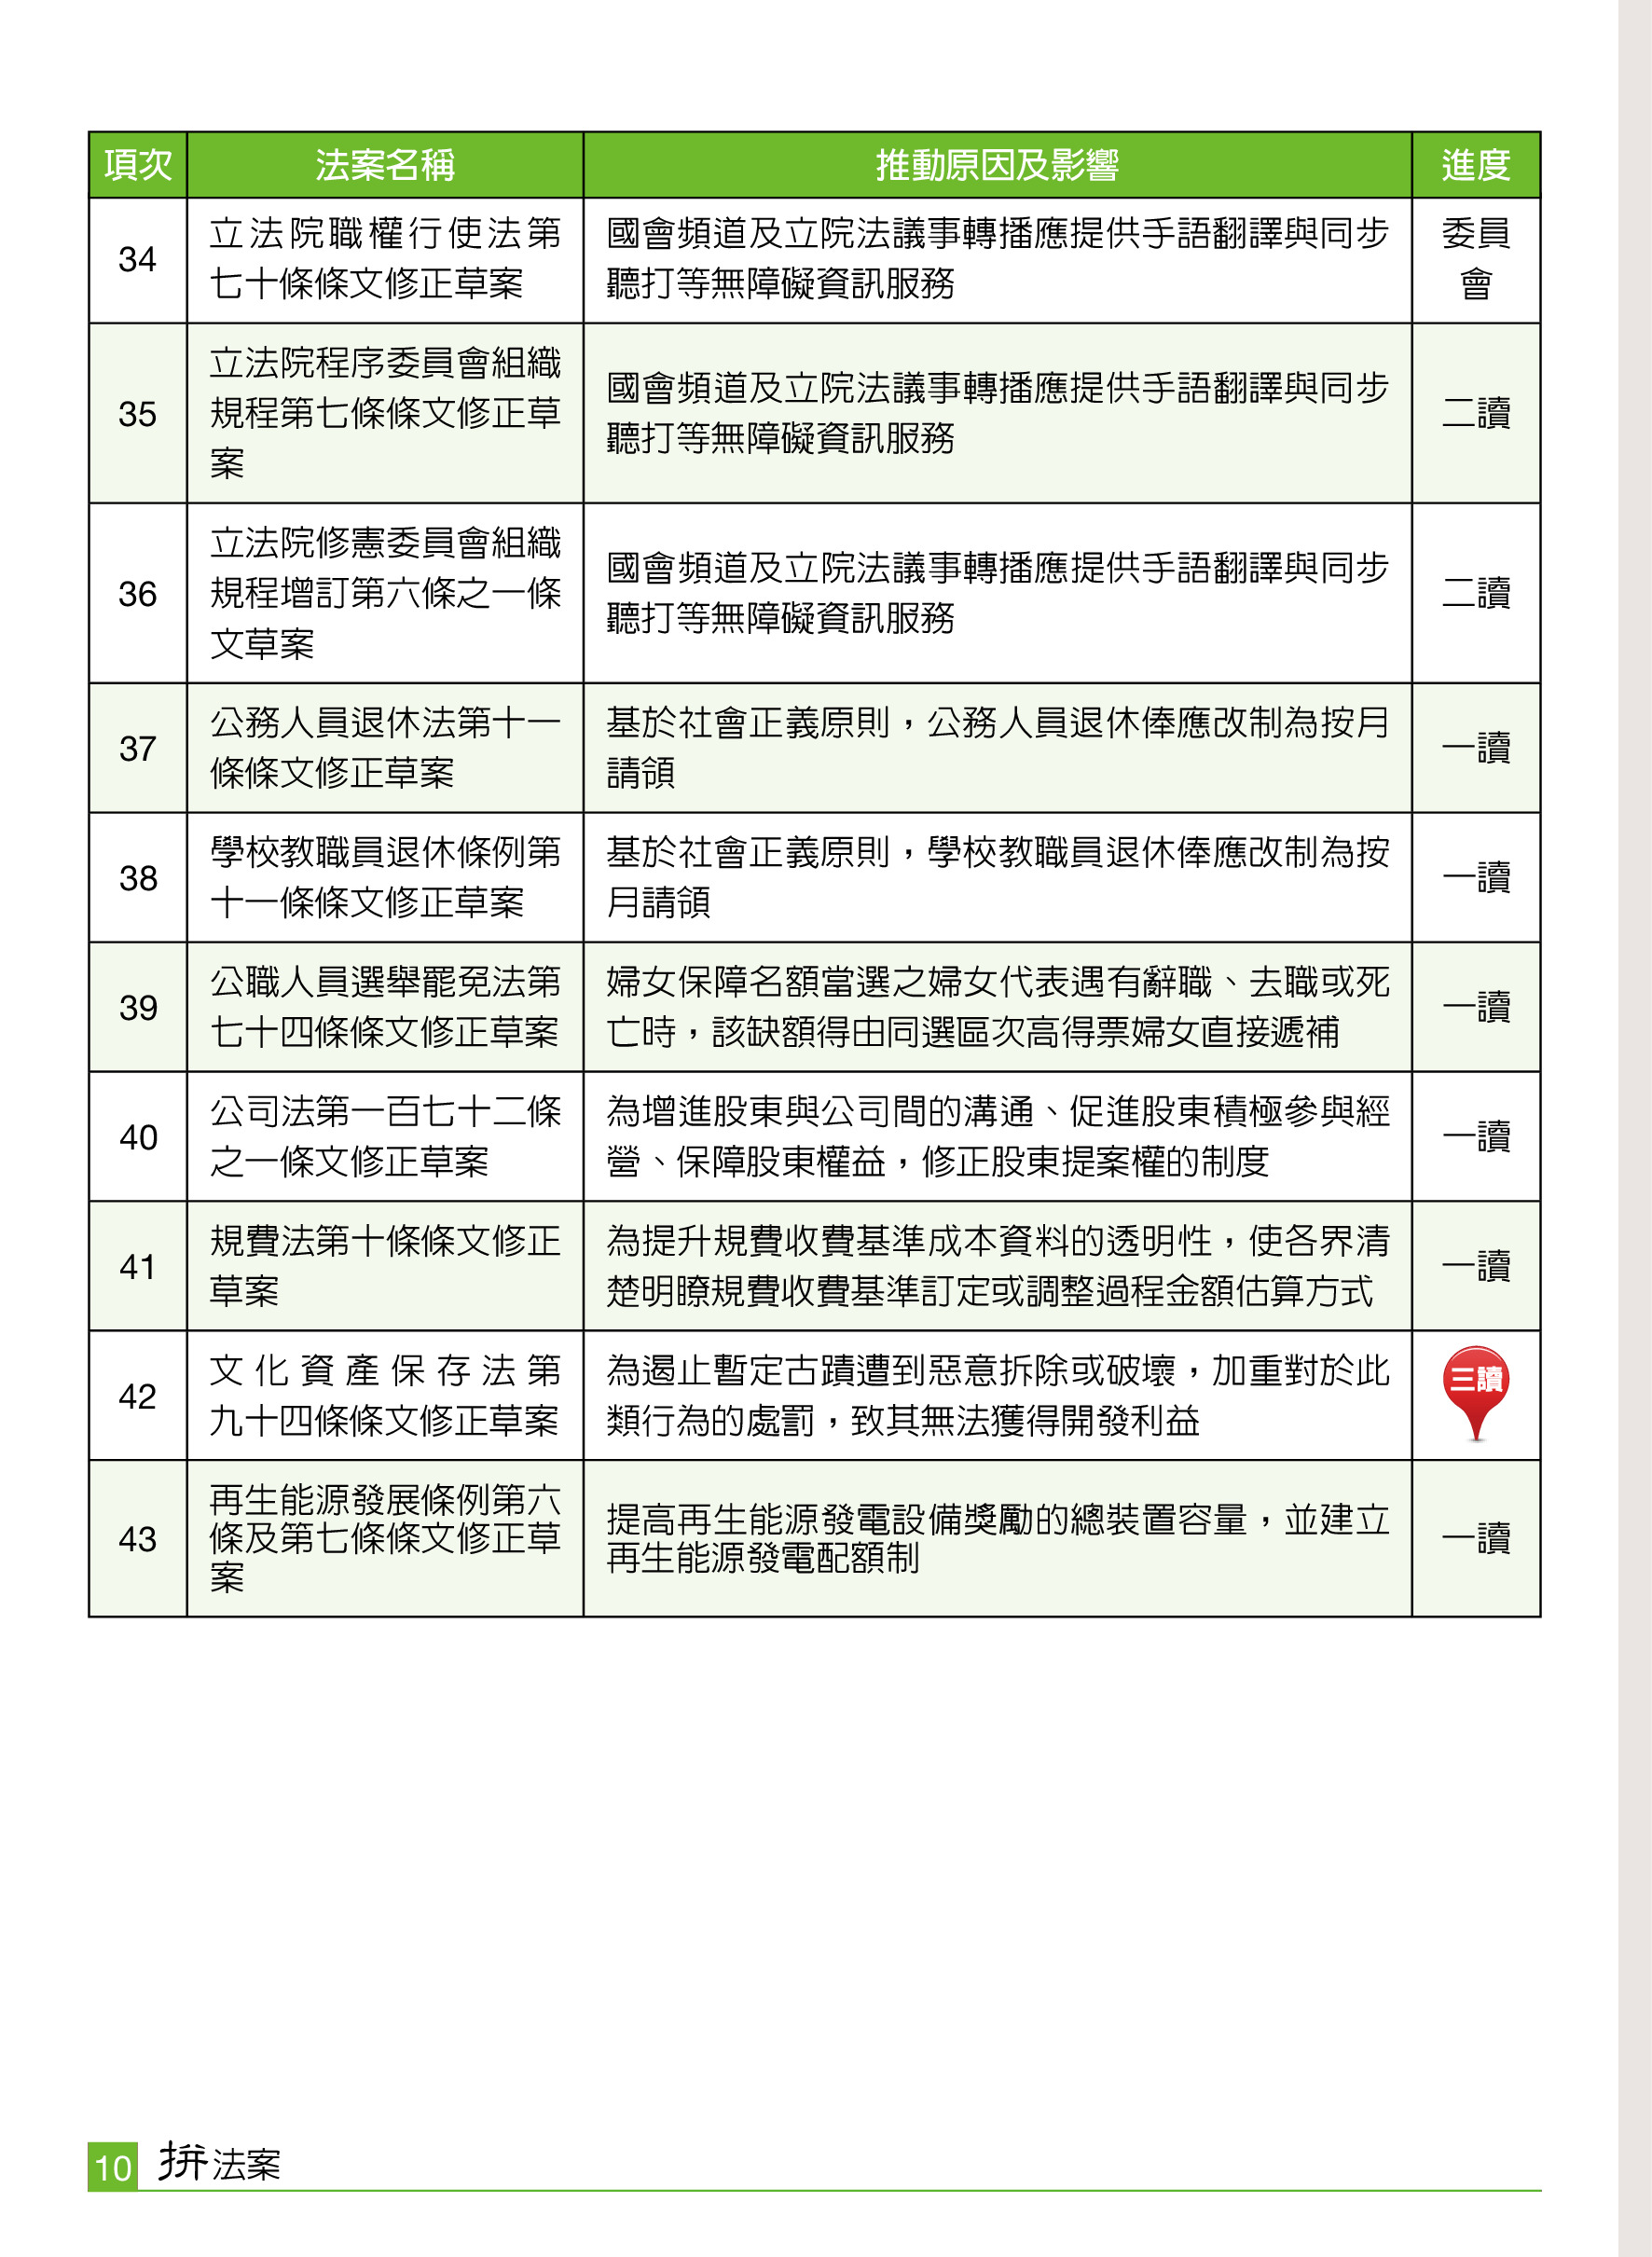 項次 法案名稱 推動原因及影響 進度
34 立法院職權行使法第 國會頻道及立院法議事轉播應提供手語翻譯與同步 委員
七十條條文修正草案 聽打等無障礙資訊服務 會
立法院程序委員會組織
35 規程第七條條文修正草 國會頻道及立院法議事轉播應提供手語翻譯與同步 二讀
案 聽打等無障礙資訊服務
立法院修憲委員會組織
36 規程增訂第六條之一條 國會頻道及立院法議事轉播應提供手語翻譯與同步 二讀
文草案 聽打等無障礙資訊服務
37 公務人員退休法第十一 基於社會正義原則，公務人員退休俸應改制為按月 一讀
條條文修正草案 請領
38 學校教職員退休條例第 基於社會正義原則，學校教職員退休俸應改制為按 一讀
十一條條文修正草案 月請領
39 公職人員選舉罷免法第 婦女保障名額當選之婦女代表遇有辭職、去職或死 一讀
七十四條條文修正草案 亡時，該缺額得由同選區次高得票婦女直接遞補
40 公司法第一百七十二條 為增進股東與公司間的溝通、促進股東積極參與經 一讀
之一條文修正草案 營、保障股東權益，修正股東提案權的制度
41 規費法第十條條文修正 為提升規費收費基準成本資料的透明性，使各界清 一讀
草案 楚明瞭規費收費基準訂定或調整過程金額估算方式
42 文化資產保存法第 為遏止暫定古蹟遭到惡意拆除或破壞，加重對於此 三讀
九十四條條文修正草案 類行為的處罰，致其無法獲得開發利益
再生能源發展條例第六
43 條及第七條條文修正草 提高再生能源發電設備獎勵的總裝置容量，並建立 一讀
案 再生能源發電配額制
10 拚法案